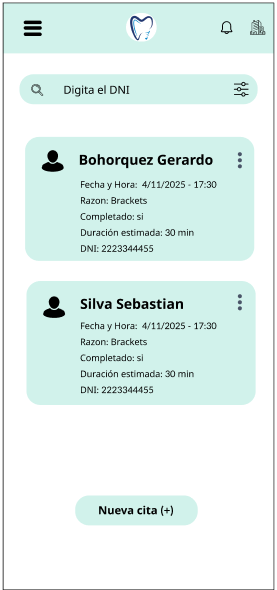 Digita el DNI
Bohorquez Gerardo
Fecha y Hora: 4/11/2025 - 17:30
Razon: Brackets
Completado: si
Duración estimada: 30 min
DNI: 2223344455
Silva Sebastian
Fecha y Hora: 4/11/2025 - 17:30
Razon: Brackets
Completado: si
Duración estimada: 30 min
DNI: 2223344455
Nueva cita (+)